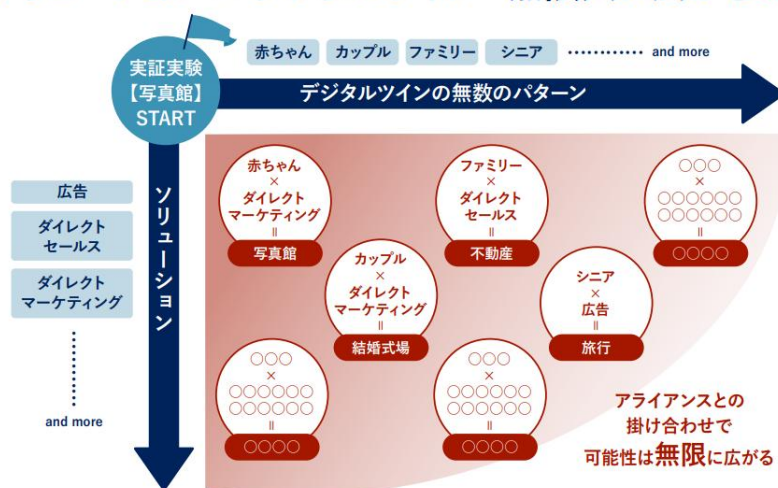 実証実験
【写真館】
START
赤ちゃん
カップル
ファミリー
シニア
………… and more
デジタルツインの無数のパターン
ソリューション
広告
ダイレクト
セールス
ダイレクト
マーケティング
and more
赤ちゃん
×
ダイレクト
マーケティング
=
写真館
ファミリー
×
ダイレクト
セールス
=
不動産
○○○
×
○○○○○○
○○○○○○
=
○○○○
カップル
×
ダイレクト
マーケティング
=
結婚式場
シニア
×
広告
=
旅行
○○○
×
○○○○○○
○○○○○○
=
○○○○
○○○
×
○○○○○○
○○○○○○
=
○○○○
アライアンスとの
掛け合わせで
可能性は無限に広がる